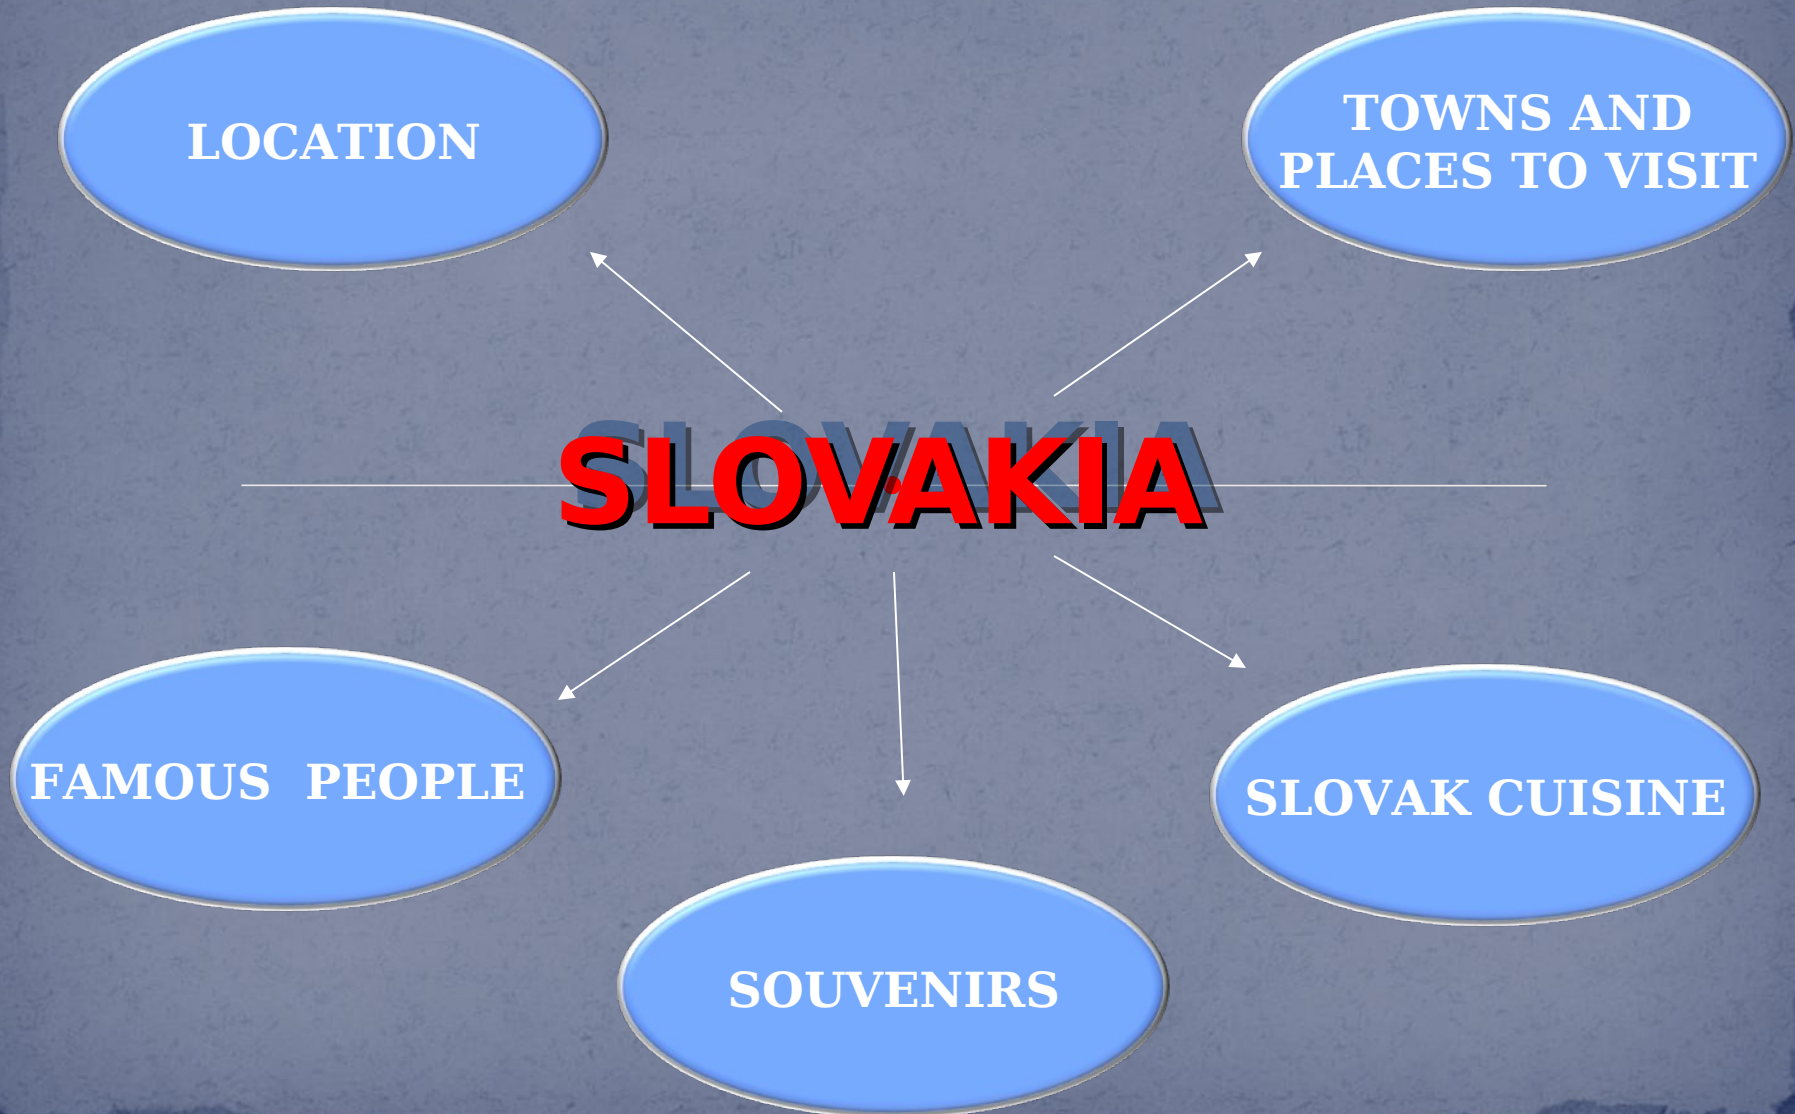 LOCATION
TOWNS AND
PLACES TO VISIT
SLOVAKIA
FAMOUS  PEOPLE
SLOVAK CUISINE
SOUVENIRS